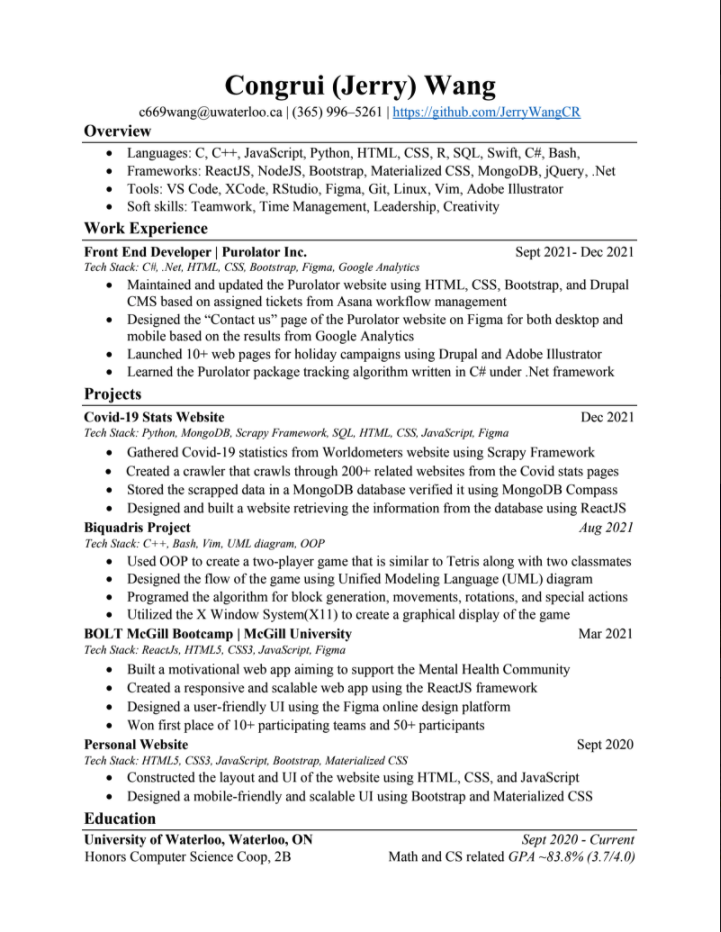 Congrui (Jerry) Wang
c669wang@uwaterloo.ca | (365) 996–5261 | https://github.com/JerryWangCR
Overview
• Languages: C, C++, JavaScript, Python, HTML, CSS, R, SQL, Swift, C#, Bash,
• Frameworks: ReactJS, NodeJS, Bootstrap, Materialized CSS, MongoDB, jQuery, .Net
• Tools: VS Code, XCode, RStudio, Figma, Git, Linux, Vim, Adobe Illustrator
• Soft skills: Teamwork, Time Management, Leadership, Creativity
Work Experience
Front End Developer | Purolator Inc. Sept 2021- Dec 2021
Tech Stack: C#, .Net, HTML, CSS, Bootstrap, Figma, Google Analytics
• Maintained and updated the Purolator website using HTML, CSS, Bootstrap, and Drupal
CMS based on assigned tickets from Asana workflow management
• Designed the “Contact us” page of the Purolator website on Figma for both desktop and
mobile based on the results from Google Analytics
• Launched 10+ web pages for holiday campaigns using Drupal and Adobe Illustrator
• Learned the Purolator package tracking algorithm written in C# under .Net framework
Projects
Covid-19 Stats Website Dec 2021
Tech Stack: Python, MongoDB, Scrapy Framework, SQL, HTML, CSS, JavaScript, Figma
• Gathered Covid-19 statistics from Worldometers website using Scrapy Framework
• Created a crawler that crawls through 200+ related websites from the Covid stats pages
• Stored the scrapped data in a MongoDB database verified it using MongoDB Compass
• Designed and built a website retrieving the information from the database using ReactJS
Biquadris Project Aug 2021
Tech Stack: C++, Bash, Vim, UML diagram, OOP
• Used OOP to create a two-player game that is similar to Tetris along with two classmates
• Designed the flow of the game using Unified Modeling Language (UML) diagram
• Programed the algorithm for block generation, movements, rotations, and special actions
• Utilized the X Window System(X11) to create a graphical display of the game
BOLT McGill Bootcamp | McGill University Mar 2021
Tech Stack: ReactJs, HTML5, CSS3, JavaScript, Figma
• Built a motivational web app aiming to support the Mental Health Community
• Created a responsive and scalable web app using the ReactJS framework
• Designed a user-friendly UI using the Figma online design platform
• Won first place of 10+ participating teams and 50+ participants
Personal Website Sept 2020
Tech Stack: HTML5, CSS3, JavaScript, Bootstrap, Materialized CSS
• Constructed the layout and UI of the website using HTML, CSS, and JavaScript
• Designed a mobile-friendly and scalable UI using Bootstrap and Materialized CSS
Education
University of Waterloo, Waterloo, ON Sept 2020 - Current
Honors Computer Science Coop, 2B Math and CS related GPA ~83.8% (3.7/4.0)